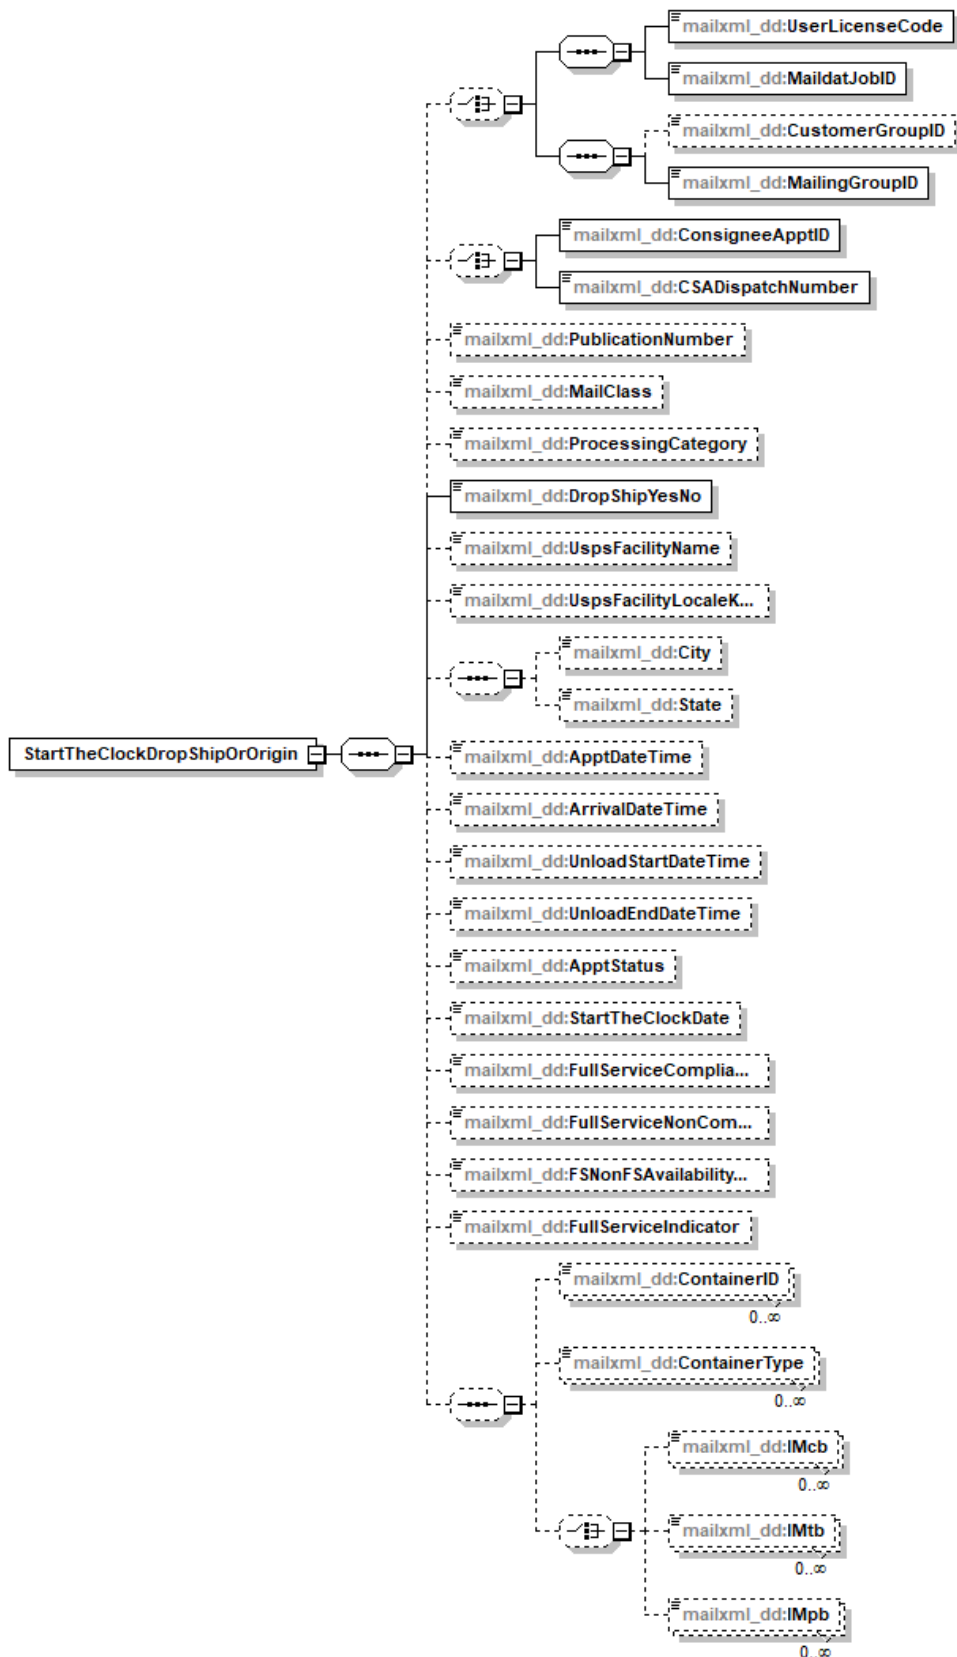 mailxml_dd:UserLicenseCode
mailxml_dd:MaildatJobID
mailxml_dd:CustomerGroupID
mailxml_dd:MailingGroupID
mailxml_dd:ConsigneeApptID
mailxml_dd:CSADispatchNumber
mailxml_dd:PublicationNumber
mailxml_dd:MailClass
mailxml_dd:ProcessingCategory
mailxml_dd:DropShipYesNo
mailxml_dd:UspsFacilityName
mailxml_dd:UspsFacilityLocaleK...
mailxml_dd:City
mailxml_dd:State
StartTheClockDropShipOrOrigin
mailxml_dd:ApptDateTime
mailxml_dd:ArrivalDateTime
mailxml_dd:UnloadStartDateTime
mailxml_dd:UnloadEndDateTime
mailxml_dd:ApptStatus
mailxml_dd:StartTheClockDate
mailxml_dd:FullServiceComplia...
mailxml_dd:FullServiceNonCom...
mailxml_dd:FSNonFSAvailability...
mailxml_dd:FullServiceIndicator
mailxml_dd:ContainerID
0..∞
mailxml_dd:ContainerType
0..∞
mailxml_dd:IMcb
0..∞
mailxml_dd:IMtb
0..∞
mailxml_dd:IMpb
0..∞